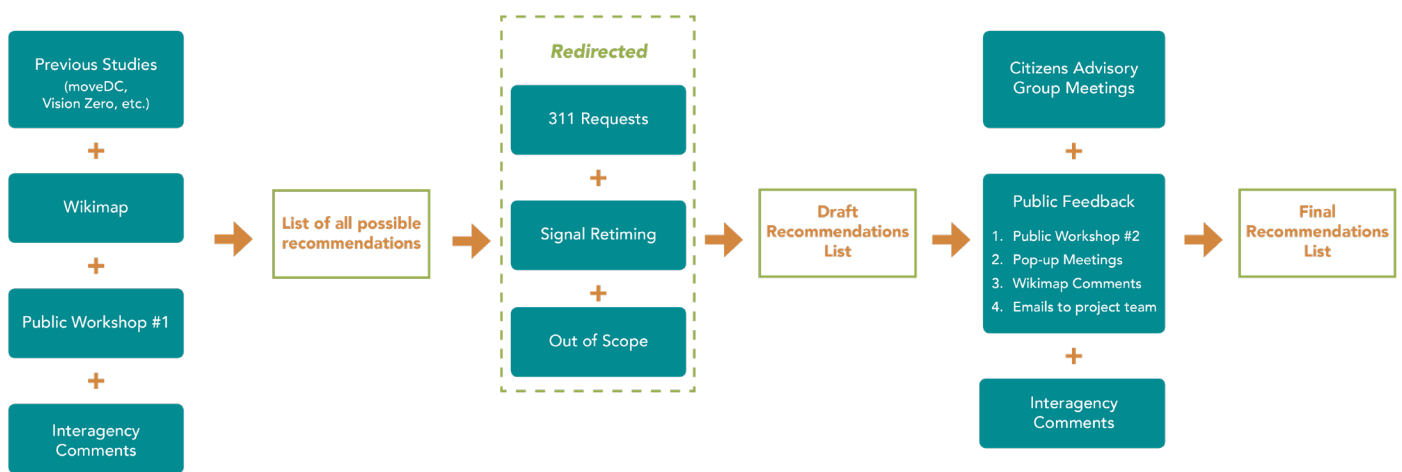 Previous Studies
(moveDC,
Vision Zero, etc.)
+
Wikimap
+
Public Workshop #1
+
Interagency
Comments
List of all possible
recommendations
Redirected
311 Requests
+
Signal Retiming
+
Out of Scope
Draft
Recommendations
List
Citizens Advisory
Group Meetings
+
Public Feedback
1. Public Workshop #2
2. Pop-up Meetings
3. Wikimap Comments
4. Emails to project team
+
Interagency
Comments
Final
Recommendations
List